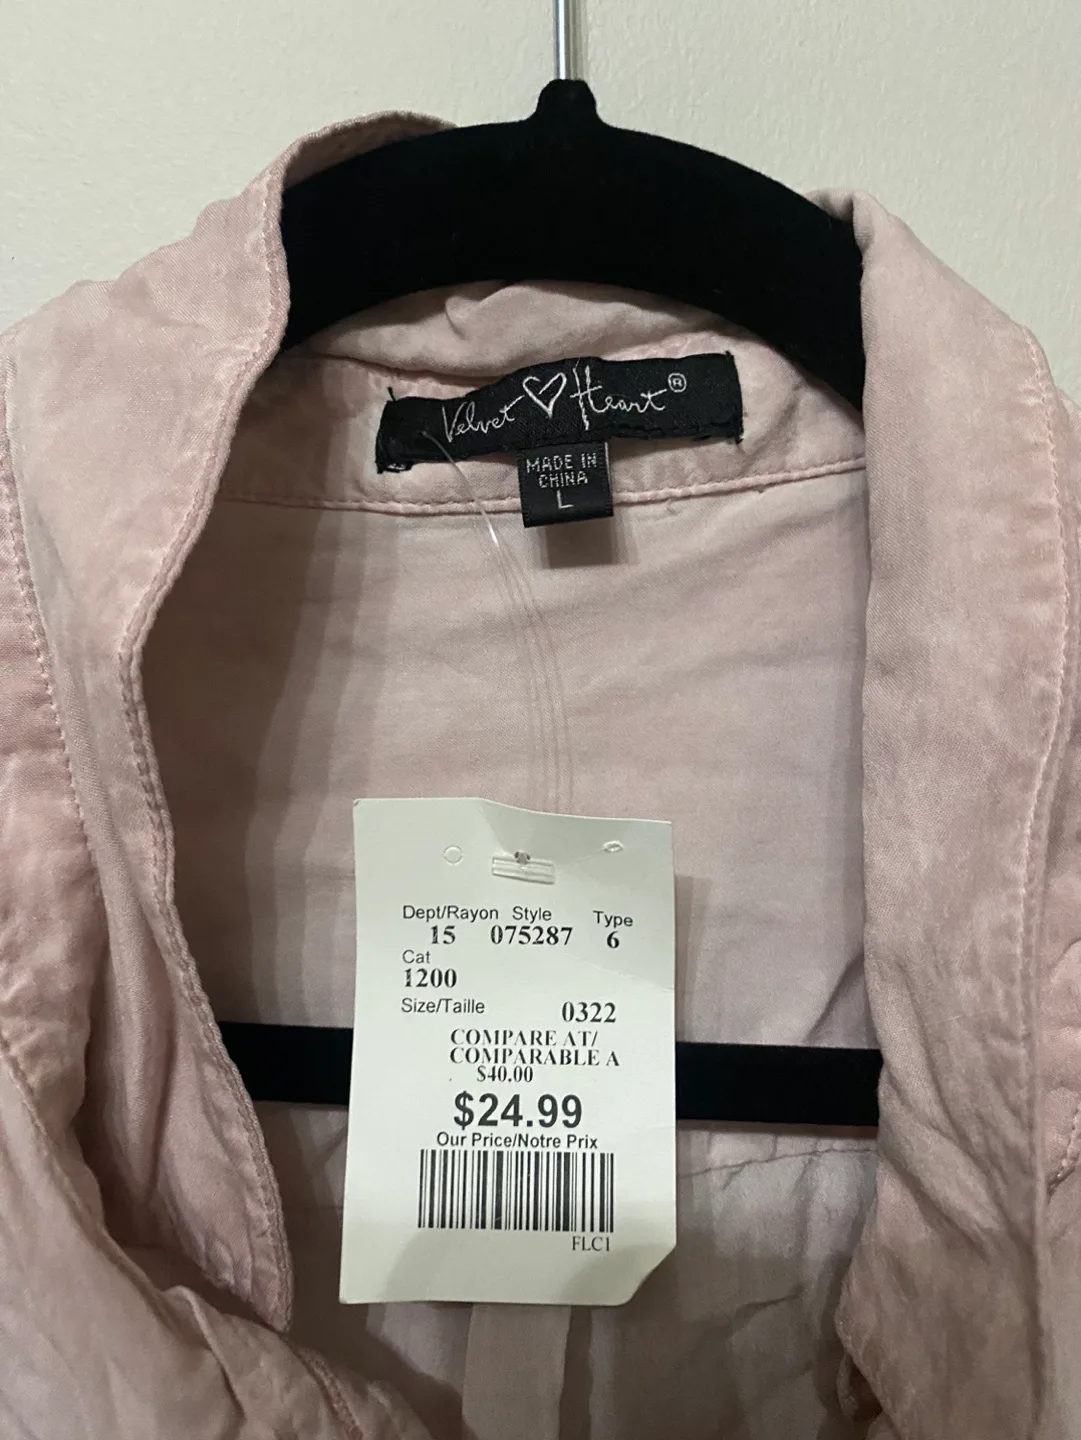 Velvet Heart®
MADE IN
CHINA
L
Dept/Rayon Style Type
15 075287 6
Cat
1200
Size/Taille 0322
COMPARE AT/
COMPARABLE A
$40.00
$24.99
Our Price/Notre Prix
FLC1